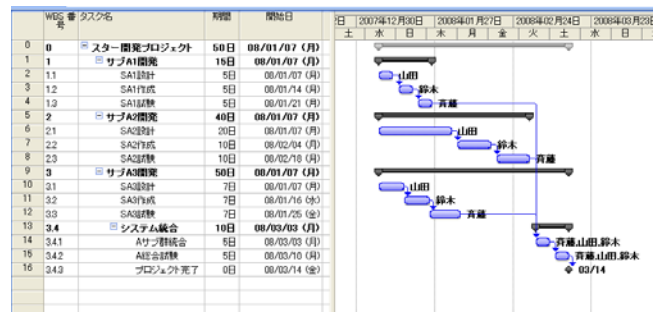 WBS 番号 タスク名 期間 開始日 2007年12月30日 2008年01月27日 2008年02月24日 2008年03月23
土 水 日 木 月 金 火 土 水 日 木
0 0 スター開発プロジェクト 50日 08/01/07 (月)
1 1 サブA1開発 15日 08/01/07 (月)
2 1.1 SA1設計 5日 08/01/07 (月) 山田
3 1.2 SA1作成 5日 08/01/14 (月) 鈴木
4 1.3 SA1試験 5日 08/01/21 (月) 斉藤
5 2 サブA2開発 40日 08/01/07 (月)
6 2.1 SA2設計 20日 08/01/07 (月) 山田
7 2.2 SA2作成 10日 08/02/04 (月) 鈴木
8 2.3 SA2試験 10日 08/02/18 (月) 斉藤
9 3 サブA3開発 50日 08/01/07 (月)
10 3.1 SA3設計 7日 08/01/07 (月) 山田
11 3.2 SA3作成 7日 08/01/16 (水) 鈴木
12 3.3 SA3試験 7日 08/01/25 (金) 斉藤
13 3.4 システム統合 10日 08/03/03 (月)
14 3.4.1 Aサブ群統合 5日 08/03/03 (月) 斉藤,山田,鈴木
15 3.4.2 A総合試験 5日 08/03/10 (月) 斉藤,山田,鈴木
16 3.4.3 プロジェクト完了 0日 08/03/14 (金) 03/14